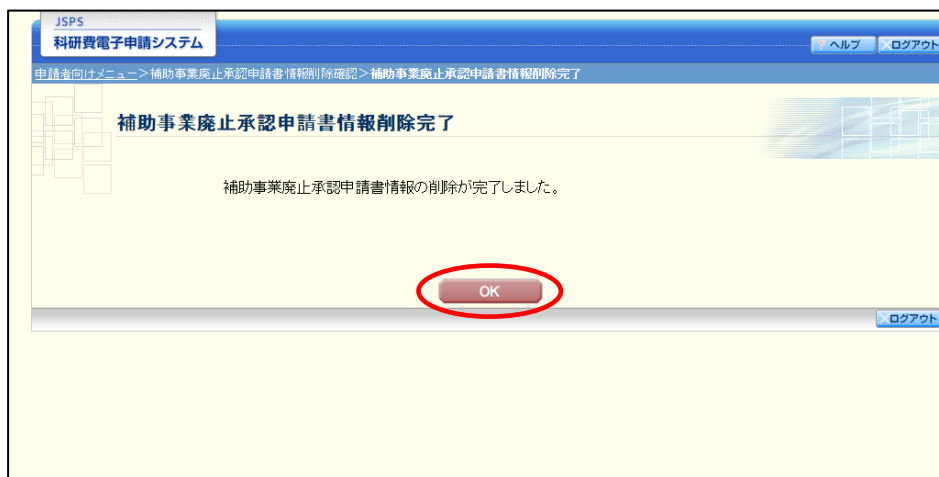 JSPS
科研費電子申請システム
? ヘルプ
×ログアウト
申請者向けメニュー>補助事業廃止承認申請書情報削除確認>補助事業廃止承認申請書情報削除完了
補助事業廃止承認申請書情報削除完了
補助事業廃止承認申請書情報の削除が完了しました。
OK
×ログアウト